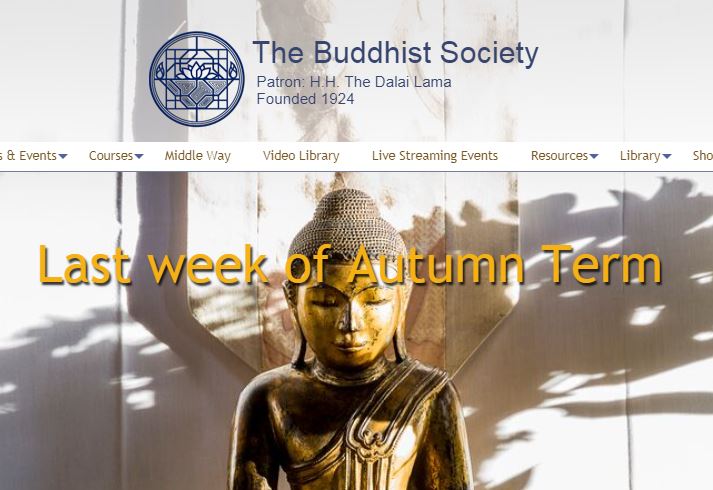 The Buddhist Society
Patron: H.H. The Dalai Lama
Founded 1924
s & Events Courses Middle Way Video Library Live Streaming Events Resources Library Sho
Last week of Autumn Term